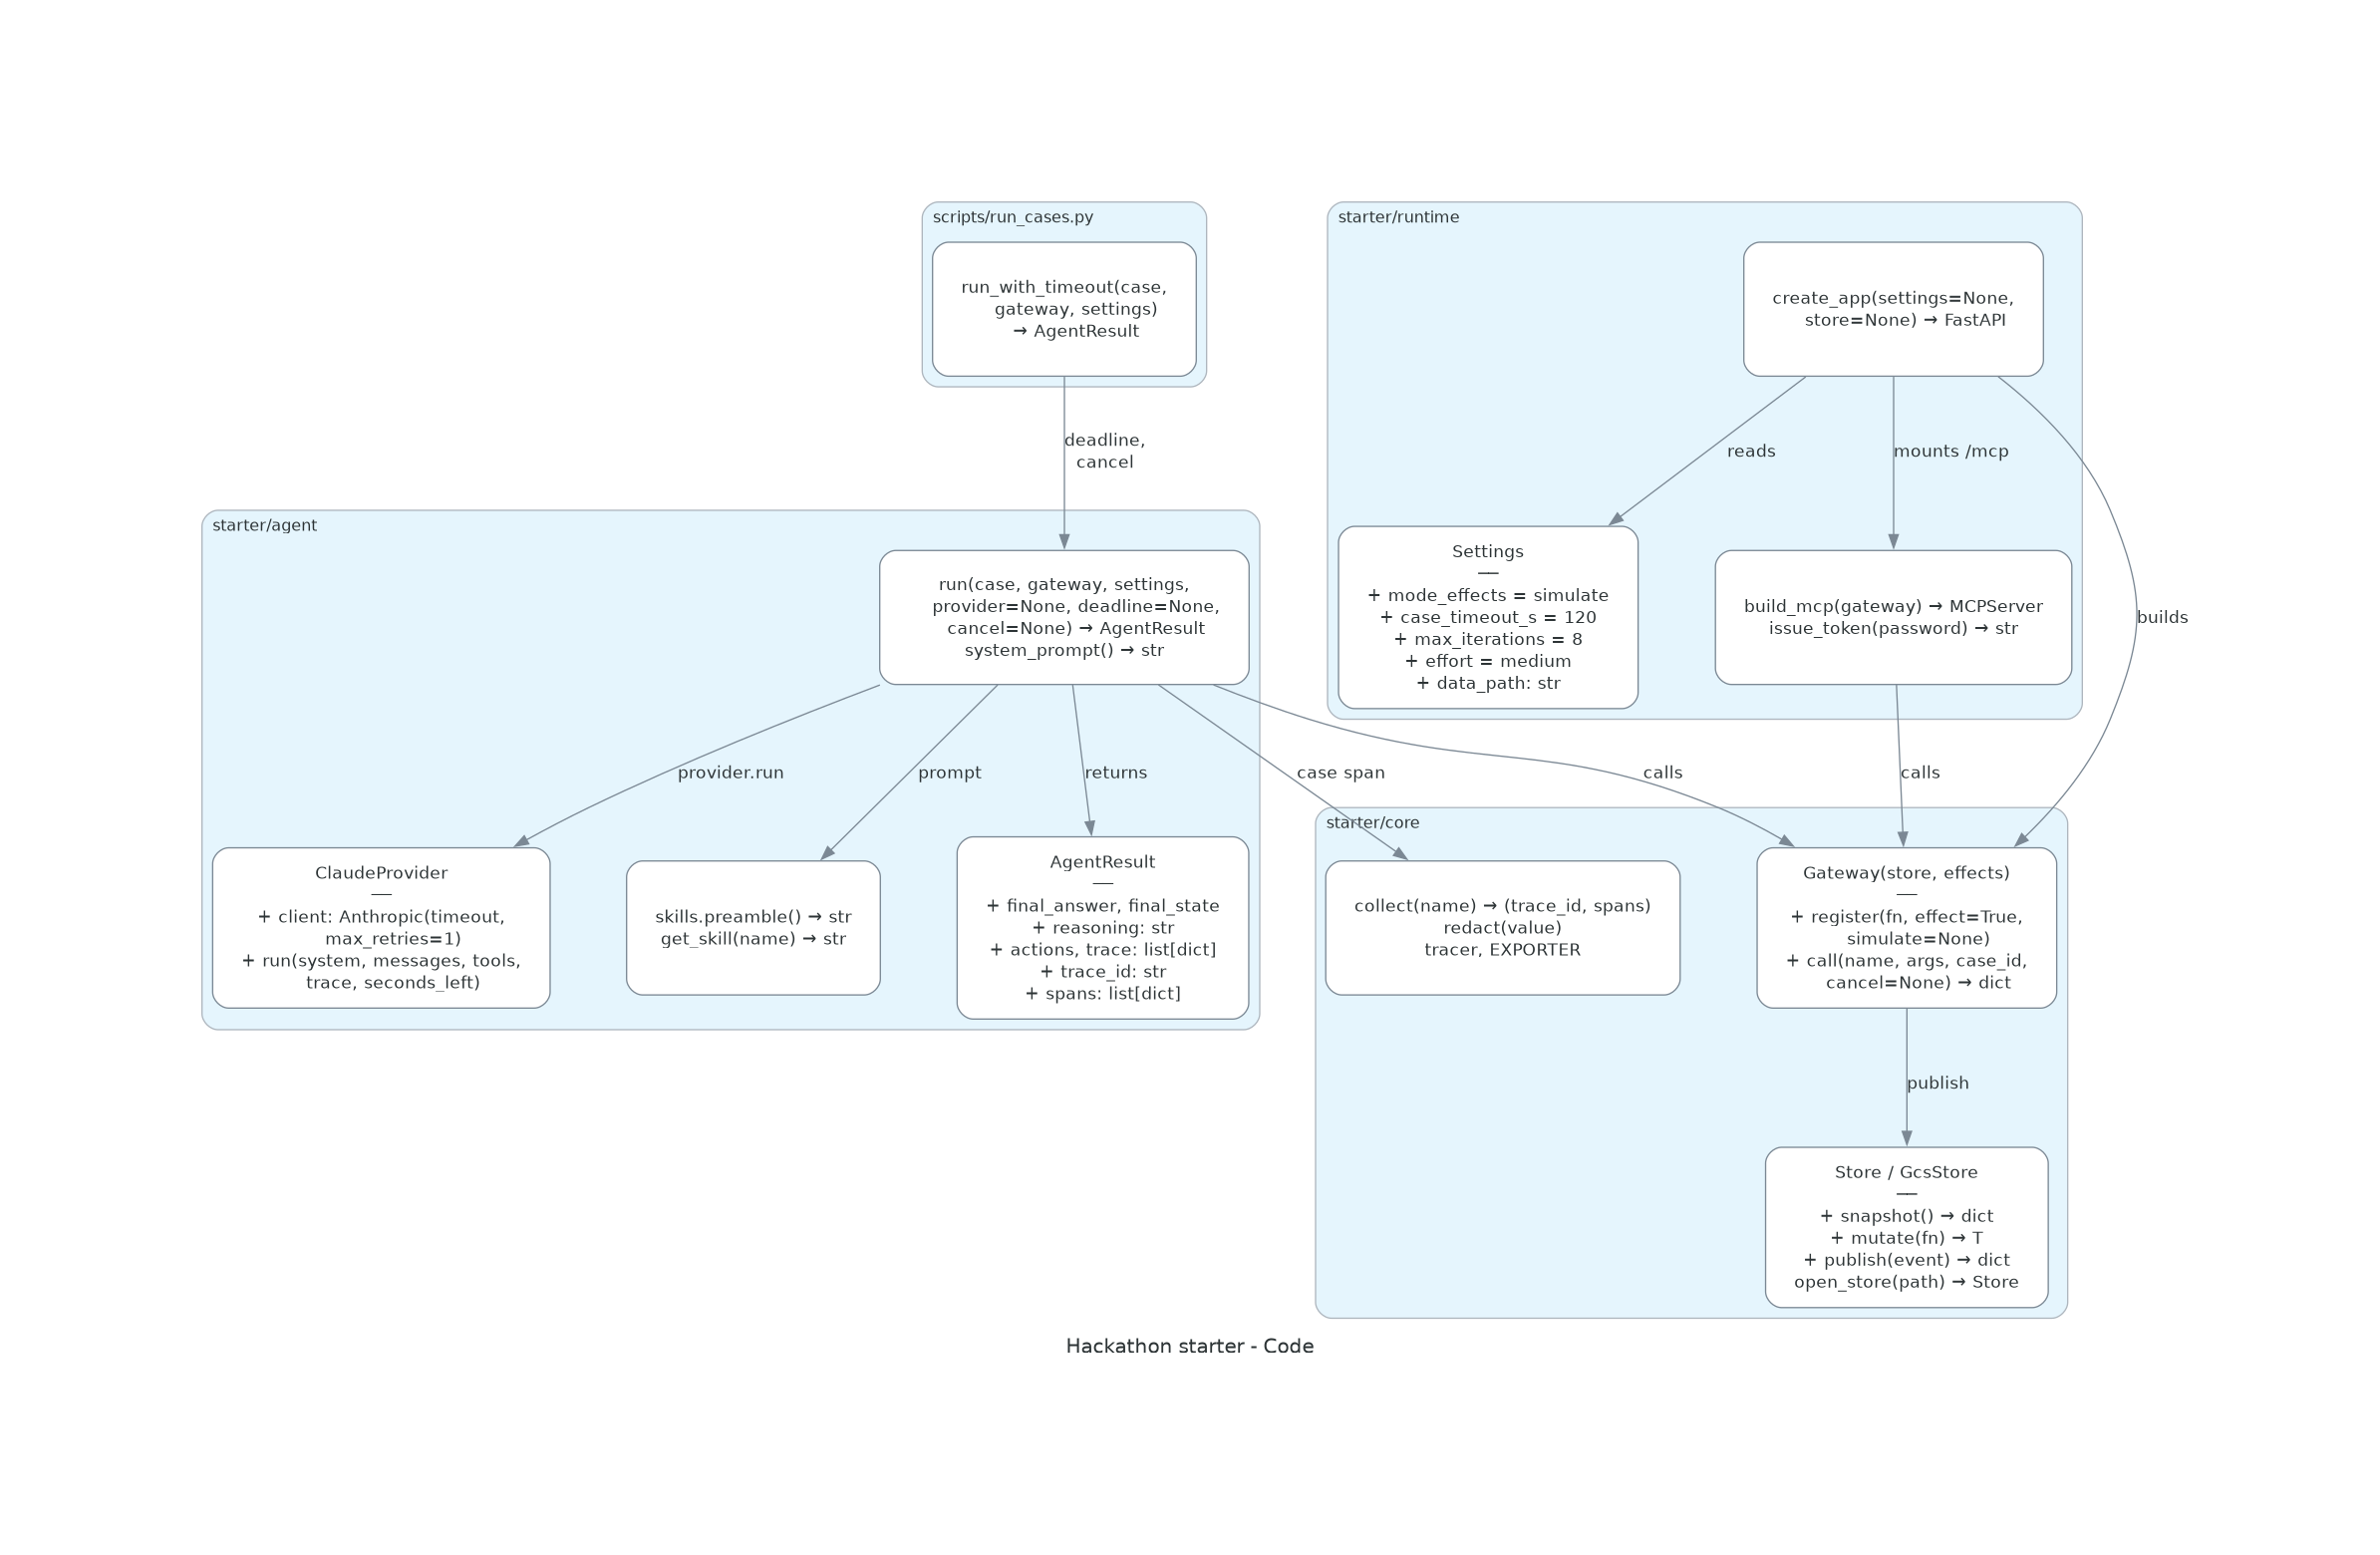 scripts/run_cases.py
run_with_timeout(case,
gateway, settings)
→ AgentResult
starter/runtime
create_app(settings=None,
store=None) → FastAPI
deadline,
cancel
reads
mounts /mcp
builds
starter/agent
run(case, gateway, settings,
provider=None, deadline=None,
cancel=None) → AgentResult
system_prompt() → str
Settings
—
+ mode_effects = simulate
+ case_timeout_s = 120
+ max_iterations = 8
+ effort = medium
+ data_path: str
build_mcp(gateway) → MCPServer
issue_token(password) → str
provider.run
prompt
returns
case span
calls
calls
ClaudeProvider
—
+ client: Anthropic(timeout,
max_retries=1)
+ run(system, messages, tools,
trace, seconds_left)
skills.preamble() → str
get_skill(name) → str
AgentResult
—
+ final_answer, final_state
+ reasoning: str
+ actions, trace: list[dict]
+ trace_id: str
+ spans: list[dict]
starter/core
collect(name) → (trace_id, spans)
redact(value)
tracer, EXPORTER
Gateway(store, effects)
—
+ register(fn, effect=True,
simulate=None)
+ call(name, args, case_id,
cancel=None) → dict
publish
Store / GcsStore
—
+ snapshot() → dict
+ mutate(fn) → T
+ publish(event) → dict
open_store(path) → Store
Hackathon starter - Code